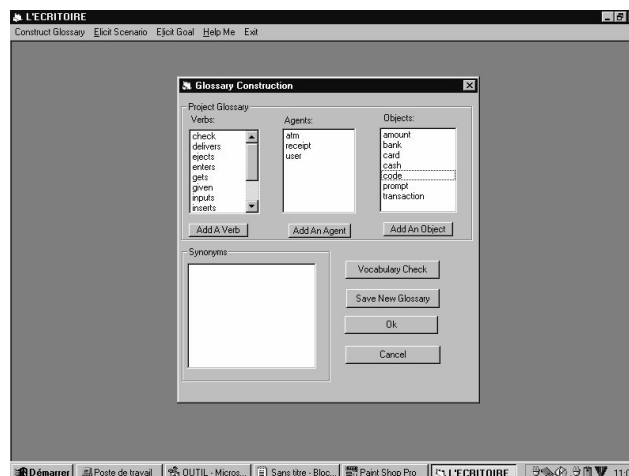 L'ECRITOIRE
Construct Glossary Elicit Scenario Elicit Goal Help Me Exit
Glossary Construction
Project Glossary
Verbs: Agents: Objects:
check
delivers
ejects
enters
gets
given
inputs
inserts
atm
receipt
user
amount
bank
card
cash
code
prompt
transaction
Add A Verb Add An Agent Add An Object
Synonyms
Vocabulary Check
Save New Glossary
Ok
Cancel
Démarrer Poste de travail OUTIL - Micros... Sans titre - Bloc... Paint Shop Pro L'ECRITOIRE